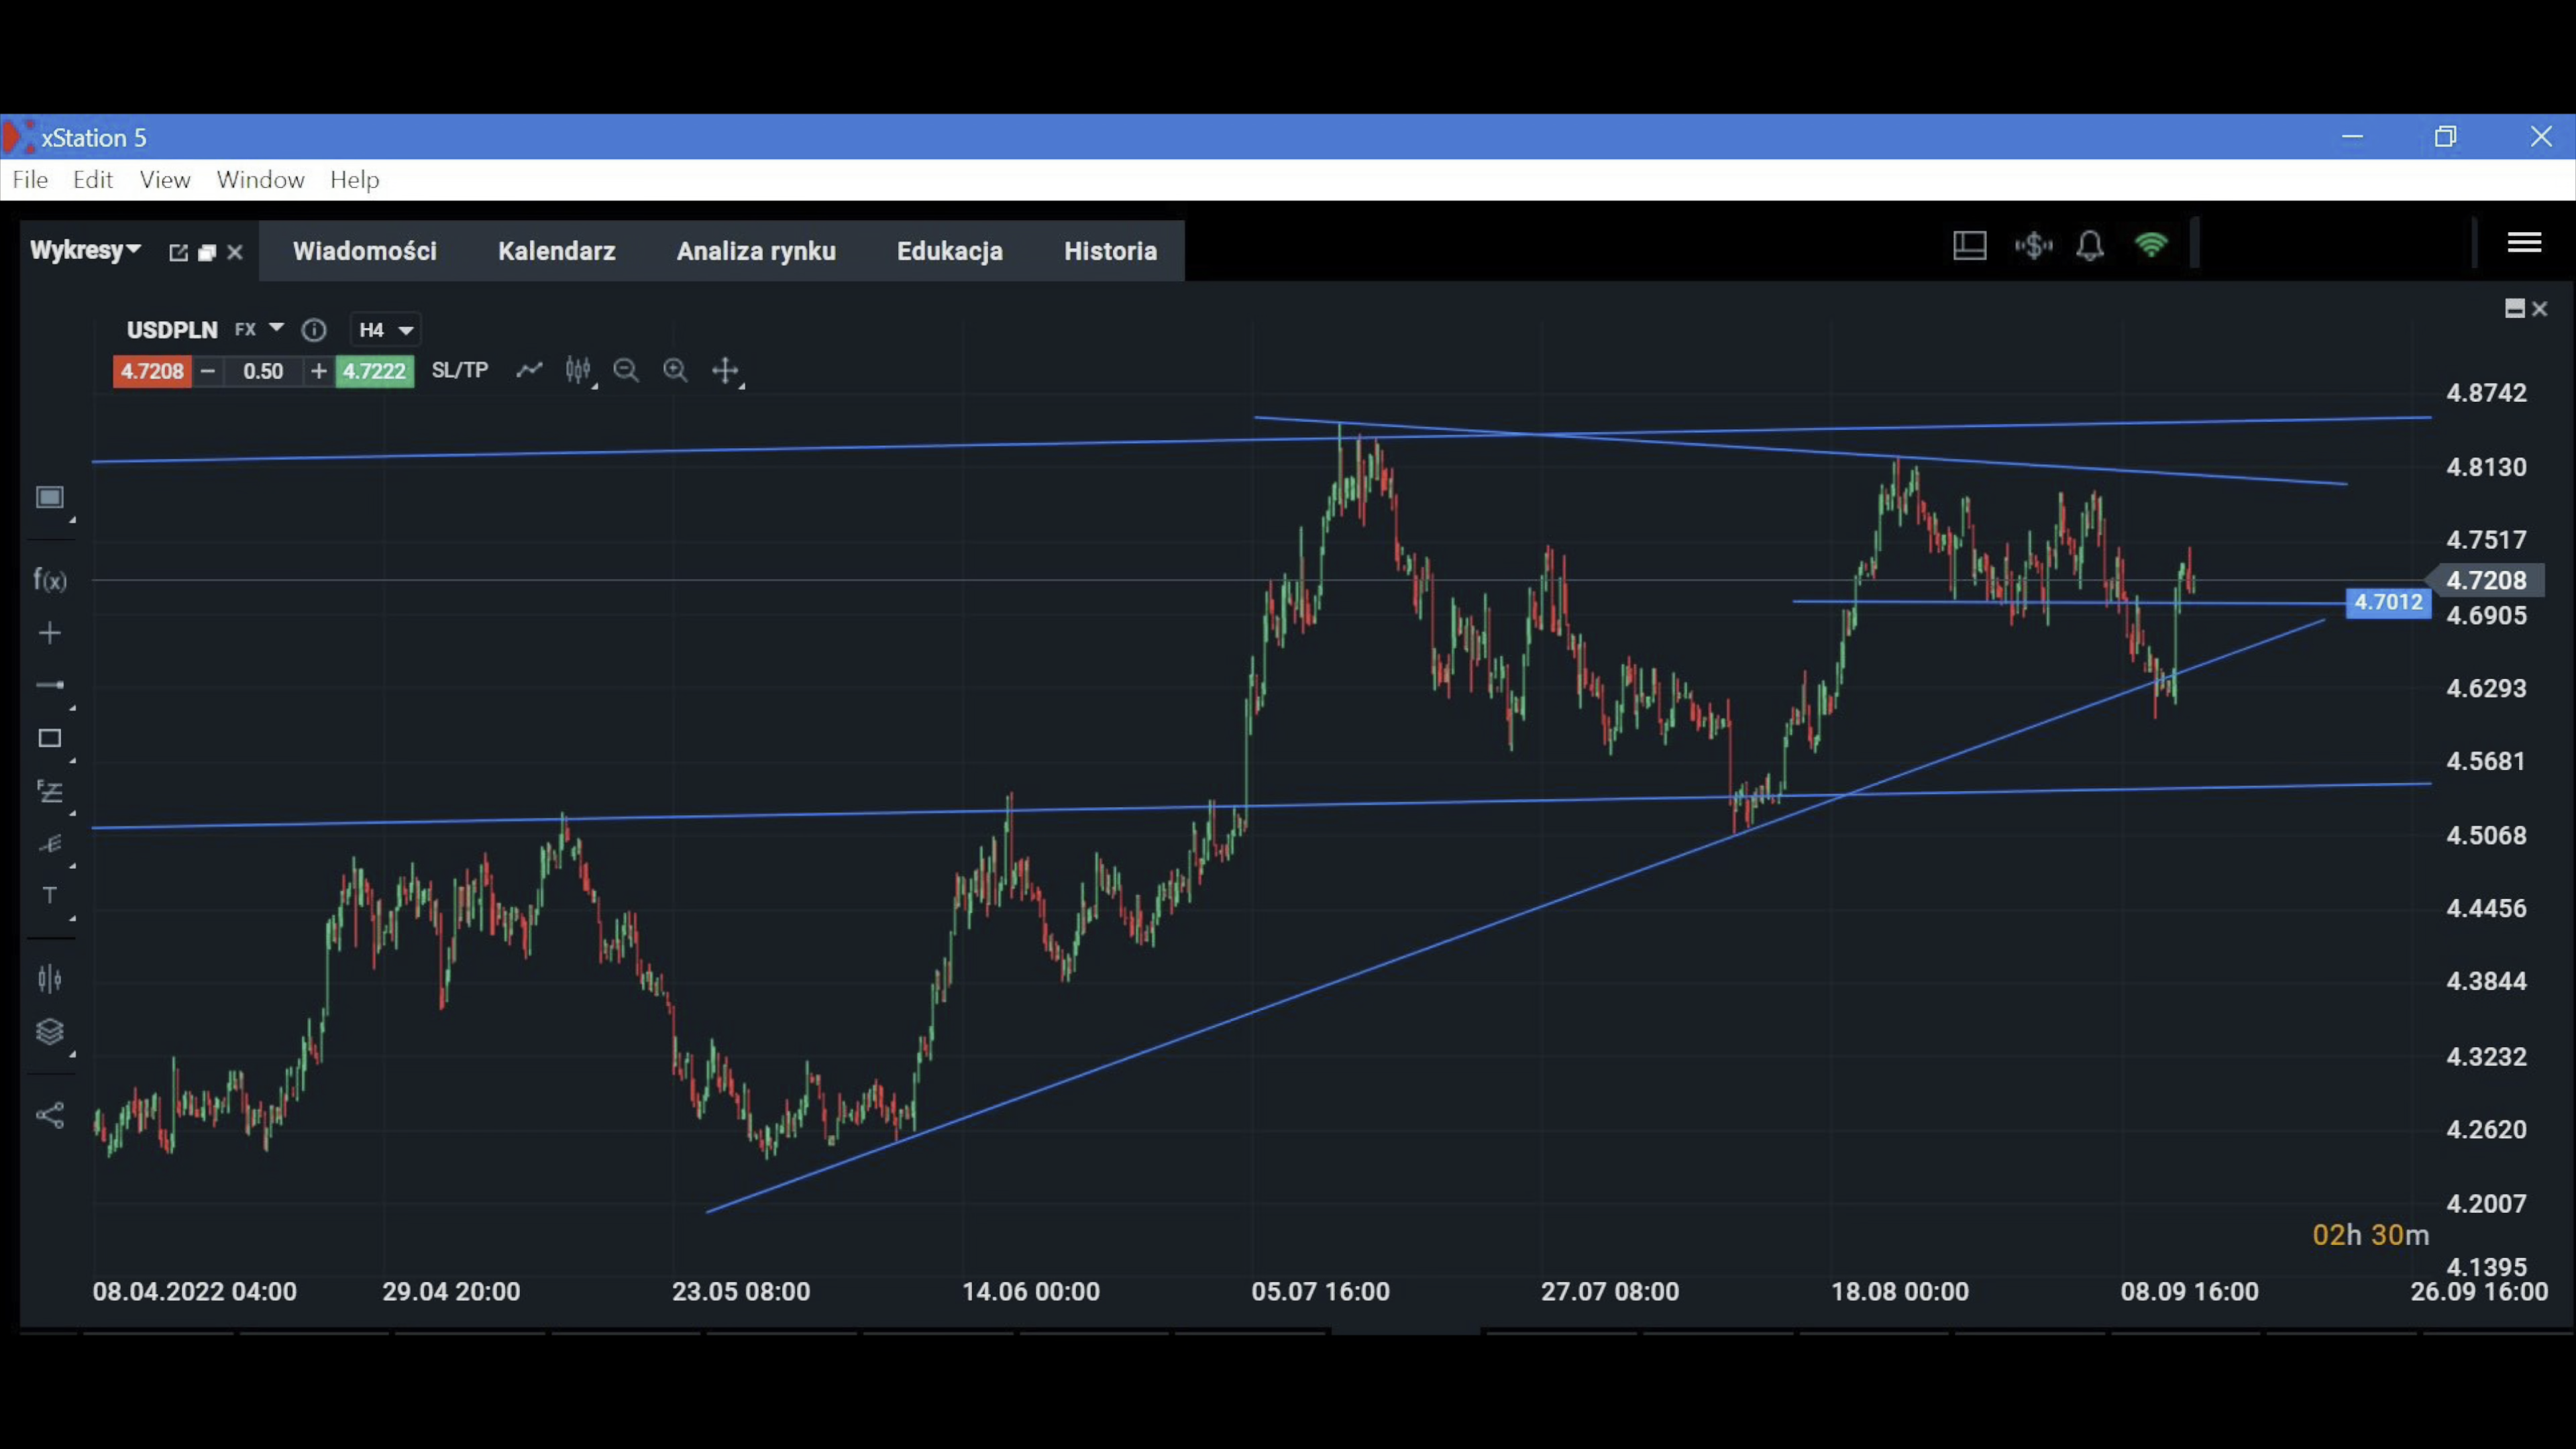 xStation 5
File Edit View Window Help
Wykresy Wiadomości Kalendarz Analiza rynku Edukacja Historia
USDPLN FX H4
4.7208 − 0.50 + 4.7222 SL/TP
4.8742
4.8130
4.7517
4.7208
4.7012
4.6905
4.6293
4.5681
4.5068
4.4456
4.3844
4.3232
4.2620
4.2007
4.1395
f(x)
T
02h 30m
08.04.2022 04:00 29.04 20:00 23.05 08:00 14.06 00:00 05.07 16:00 27.07 08:00 18.08 00:00 08.09 16:00 26.09 16:00